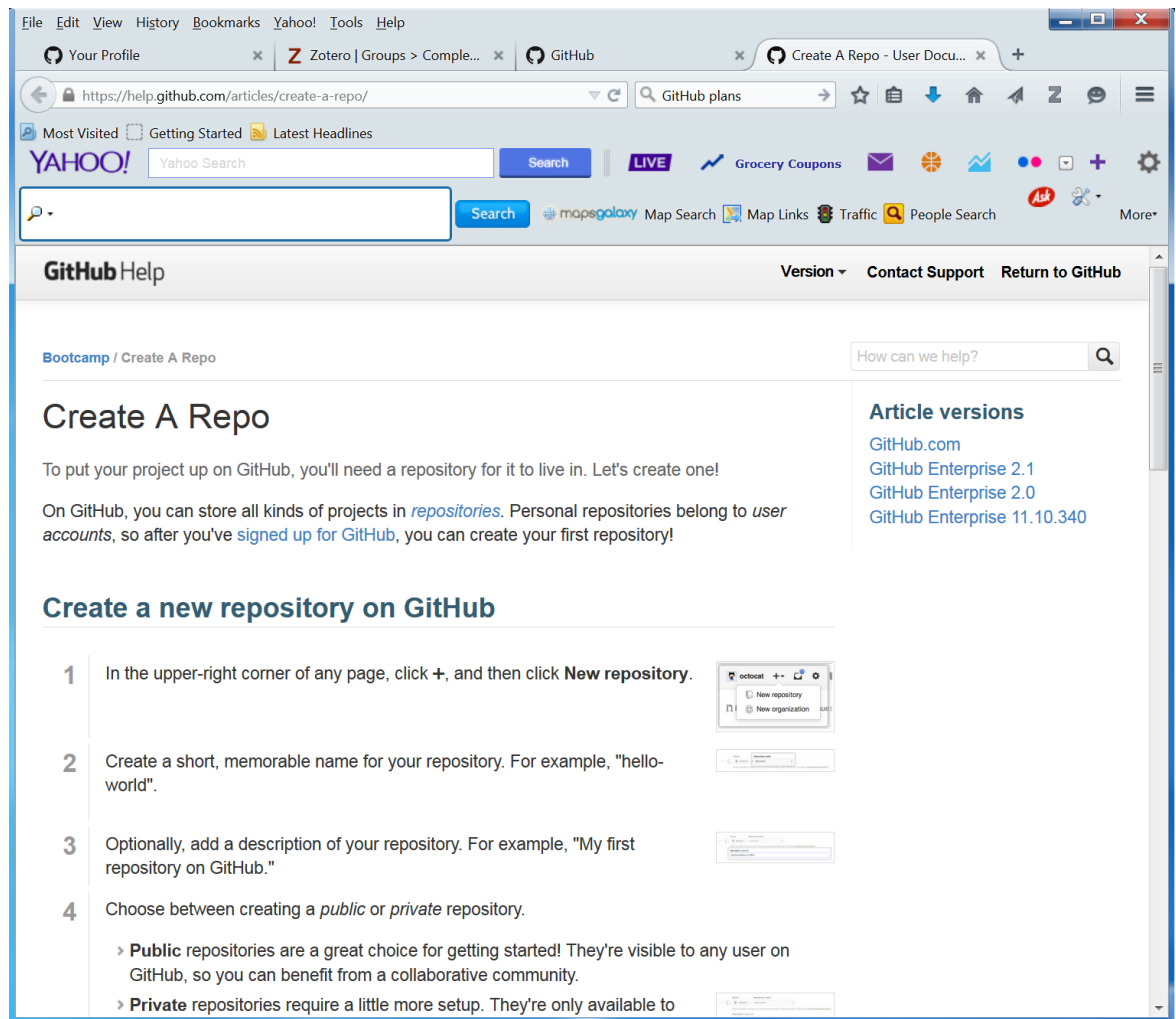 File Edit View History Bookmarks Yahoo! Tools Help
Your Profile Z Zotero | Groups > Comple... GitHub Create A Repo - User Docu...
https://help.github.com/articles/create-a-repo/ GitHub plans Z
Most Visited Getting Started Latest Headlines
YAHOO! Yahoo Search Search LIVE Grocery Coupons
Search mapsgalaxy Map Search Map Links Traffic People Search Ask More
GitHub Help Version Contact Support Return to GitHub
Bootcamp / Create A Repo How can we help?
Create A Repo
To put your project up on GitHub, you'll need a repository for it to live in. Let's create one!
On GitHub, you can store all kinds of projects in repositories. Personal repositories belong to user
accounts, so after you've signed up for GitHub, you can create your first repository!
Article versions
GitHub.com
GitHub Enterprise 2.1
GitHub Enterprise 2.0
GitHub Enterprise 11.10.340
Create a new repository on GitHub
1 In the upper-right corner of any page, click +, and then click New repository.
octocat
New repository
New organization
2 Create a short, memorable name for your repository. For example, "hello-
world".
3 Optionally, add a description of your repository. For example, "My first
repository on GitHub."
4 Choose between creating a public or private repository.
Public repositories are a great choice for getting started! They're visible to any user on
GitHub, so you can benefit from a collaborative community.
Private repositories require a little more setup. They're only available to